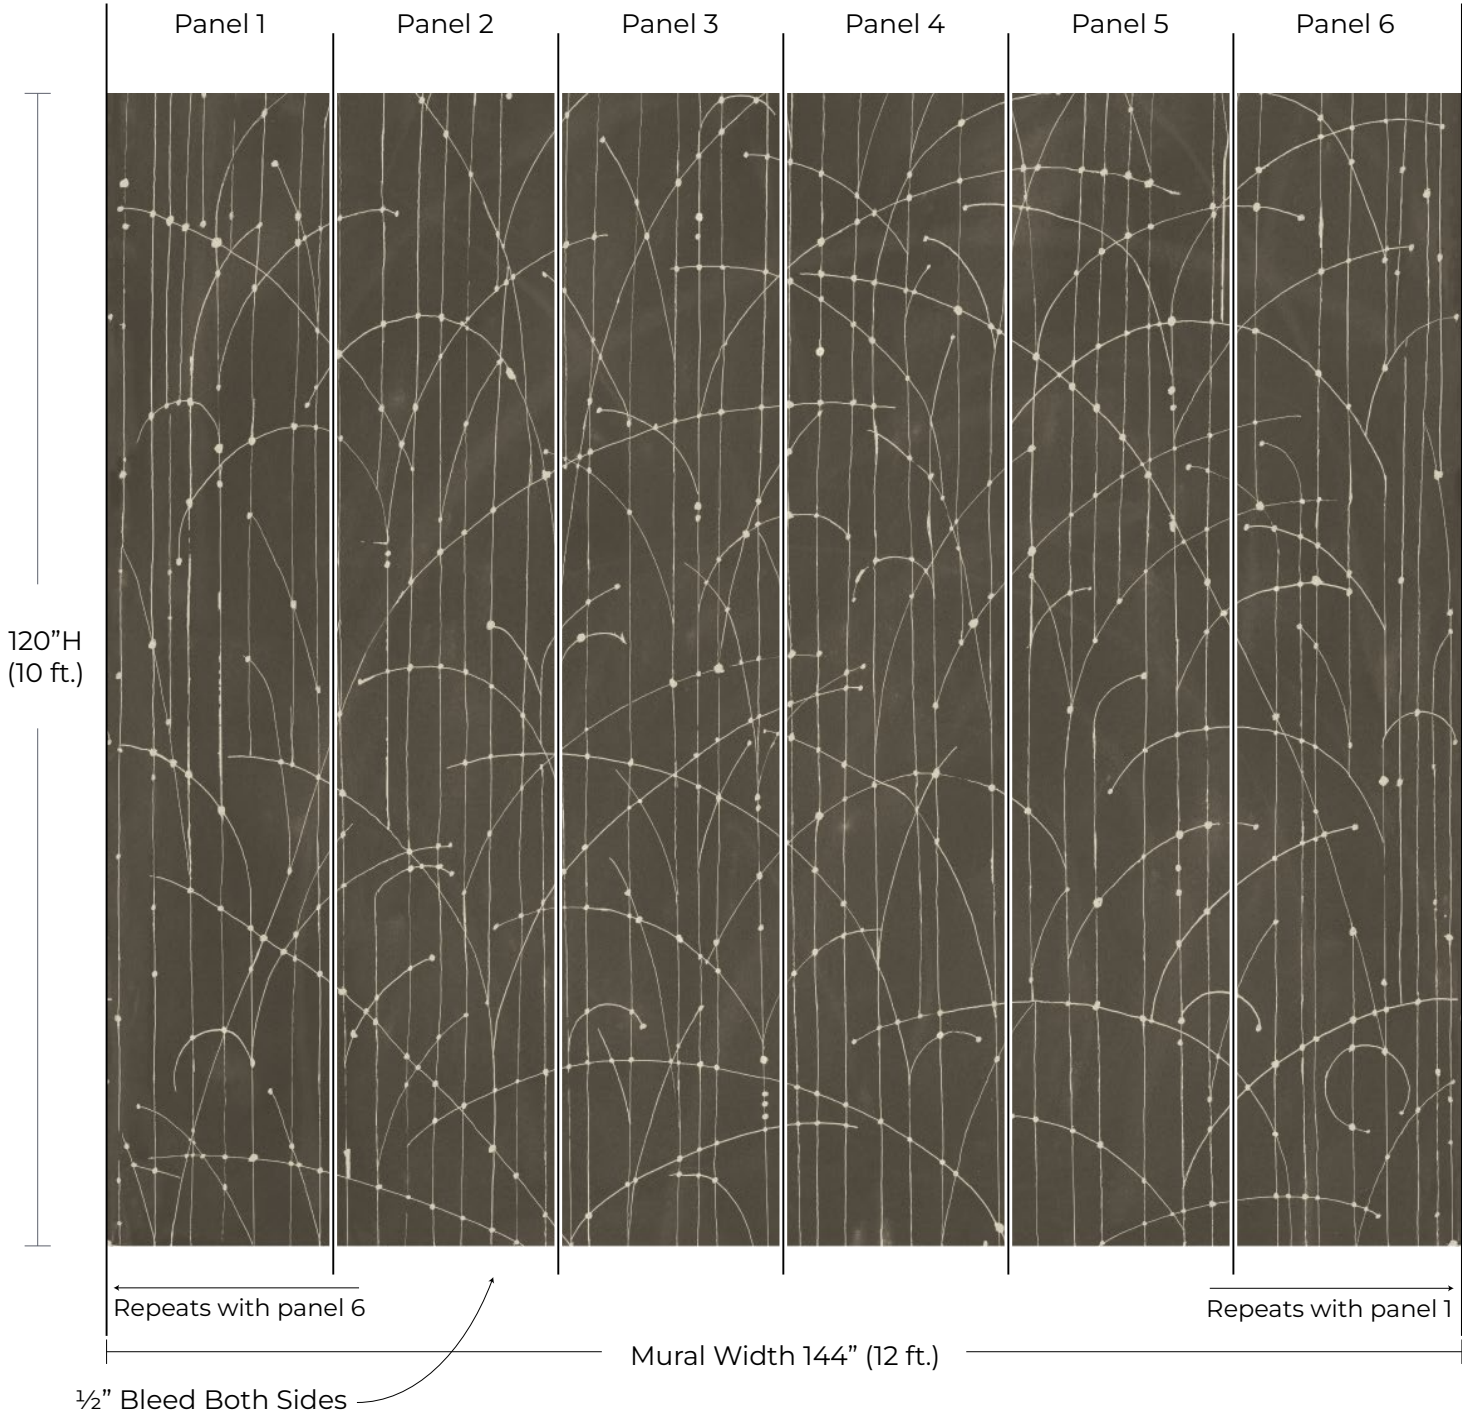 Panel 1
Panel 2
Panel 3
Panel 4
Panel 5
Panel 6
120”H
(10 ft.)
Repeats with panel 6
Repeats with panel 1
Mural Width 144” (12 ft.)
½” Bleed Both Sides